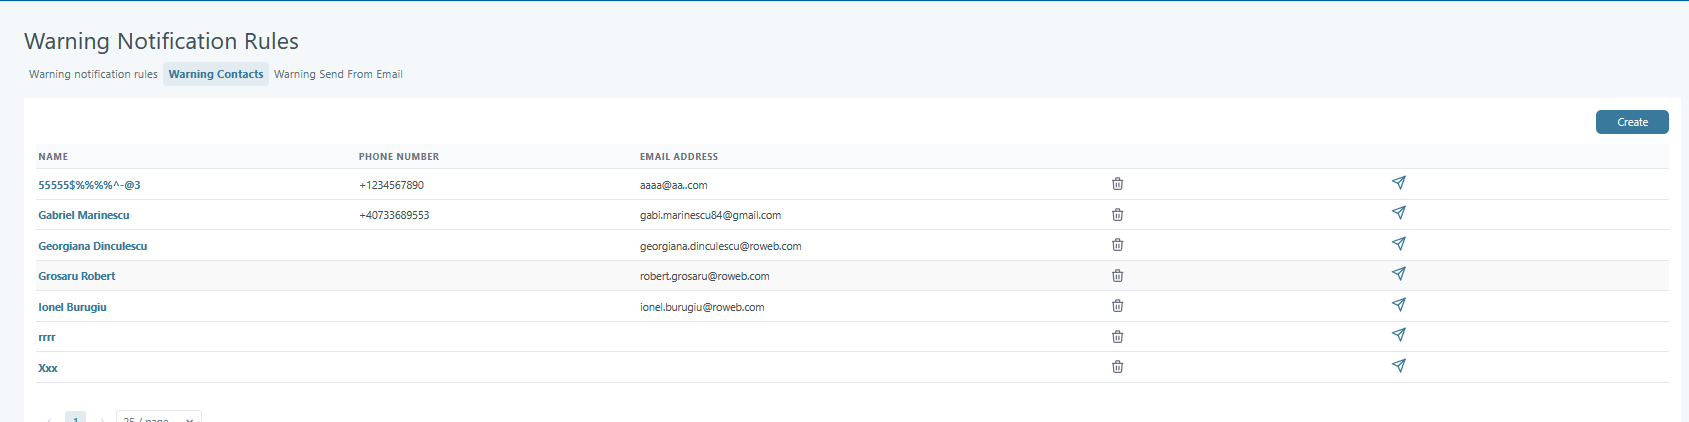 Warning Notification Rules
Warning notification rules Warning Contacts Warning Send From Email
Create
NAME PHONE NUMBER EMAIL ADDRESS
55555$%%%%^-@3 +1234567890 aaaa@aa..com
Gabriel Marinescu +40733689553 gabi.marinescu84@gmail.com
Georgiana Dinculescu georgiana.dinculescu@roweb.com
Grosaru Robert robert.grosaru@roweb.com
Ionel Burugiu ionel.burugiu@roweb.com
rrrr
Xxx
1 25 / page